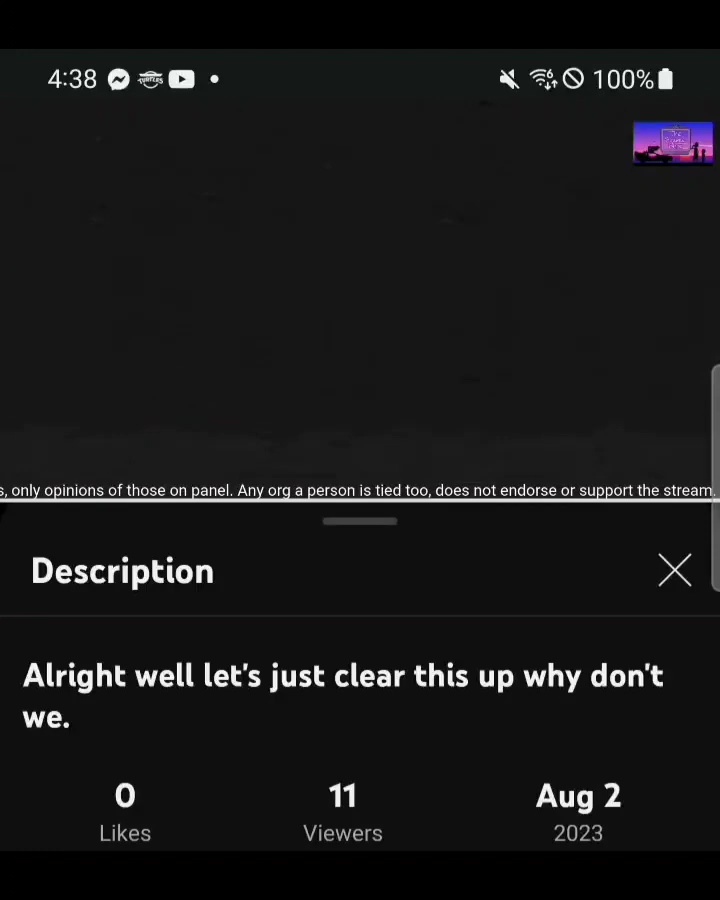 4:38
100%
s, only opinions of those on panel. Any org a person is tied too, does not endorse or support the stream.
Description
Alright well let's just clear this up why don't
we.
0 11 Aug 2
Likes Viewers 2023